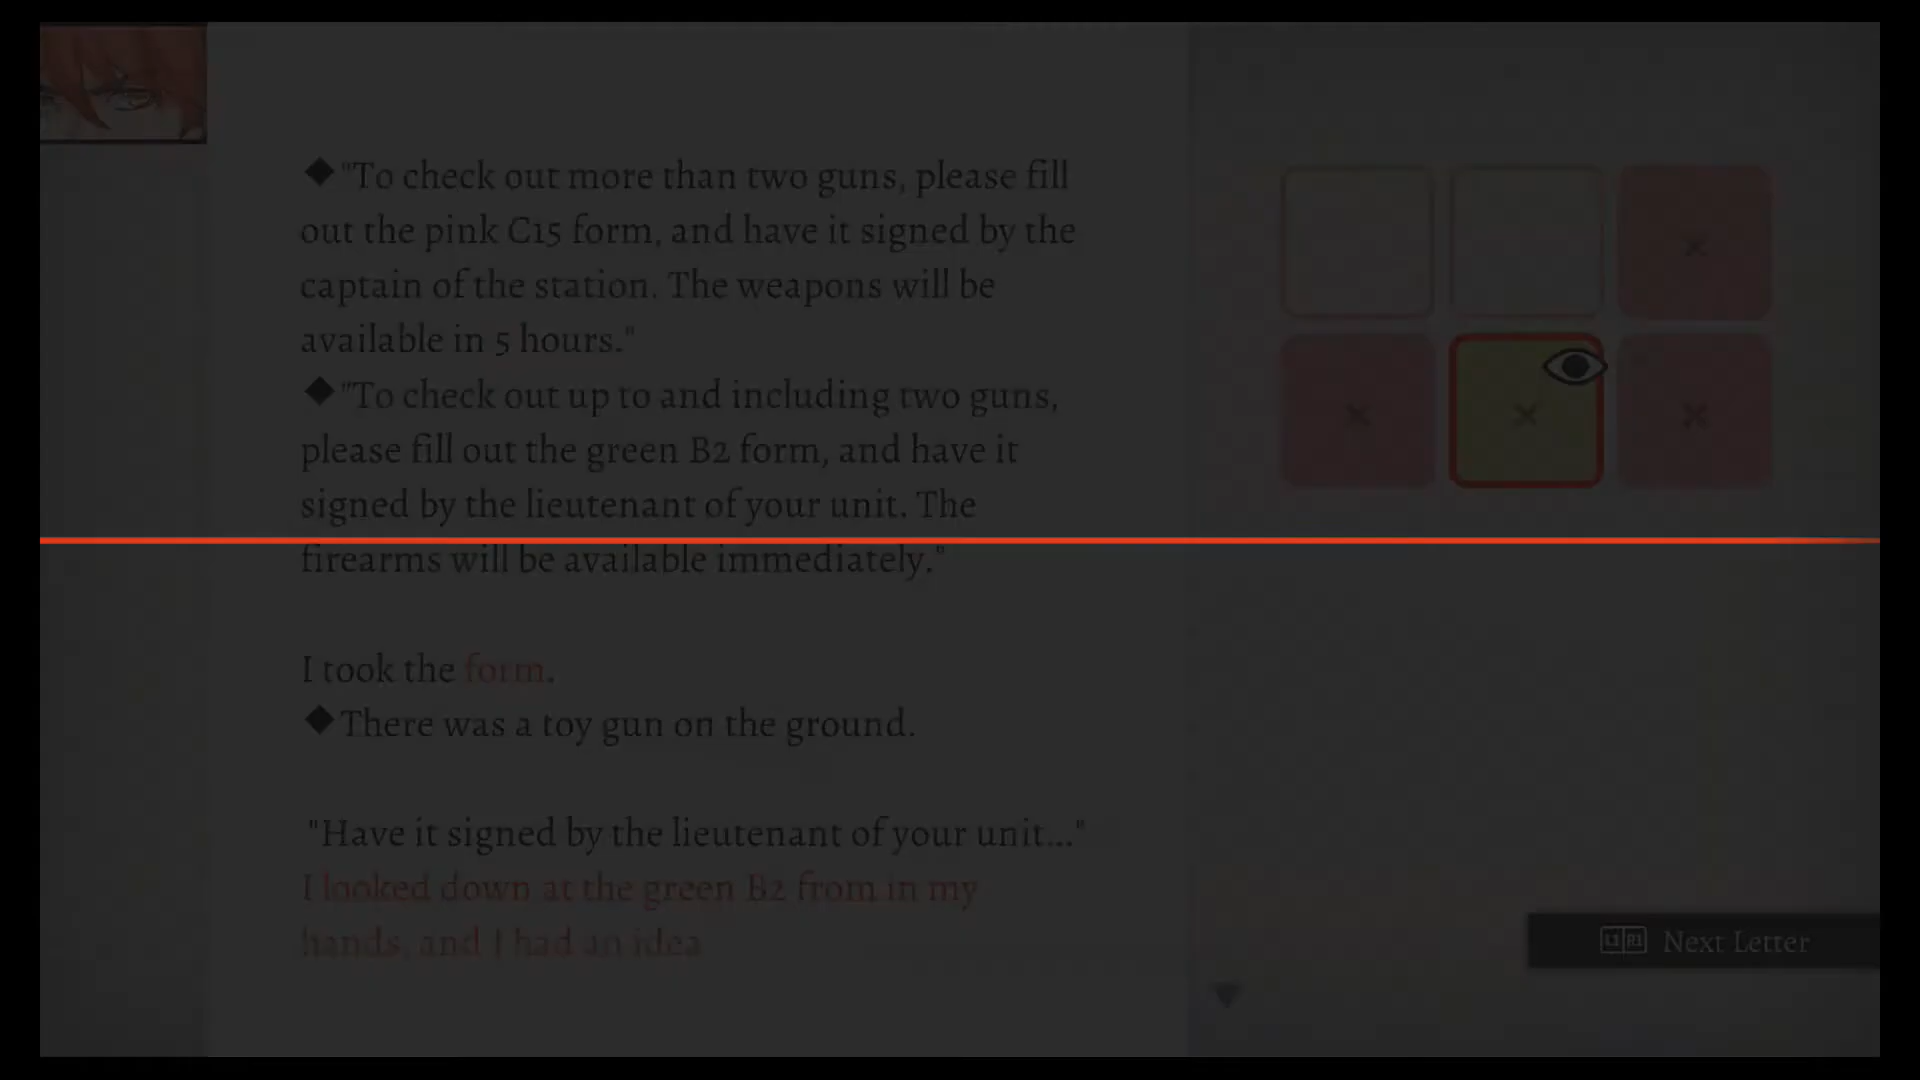 ◆"To check out more than two guns, please fill
out the pink C15 form, and have it signed by the
captain of the station. The weapons will be
available in 5 hours."
◆"To check out up to and including two guns,
please fill out the green B2 form, and have it
signed by the lieutenant of your unit. The
firearms will be available immediately."
I took the form.
◆There was a toy gun on the ground.
"Have it signed by the lieutenant of your unit..."
I looked down at the green B2 from in my
hands, and I had an idea
L1 R1 Next Letter